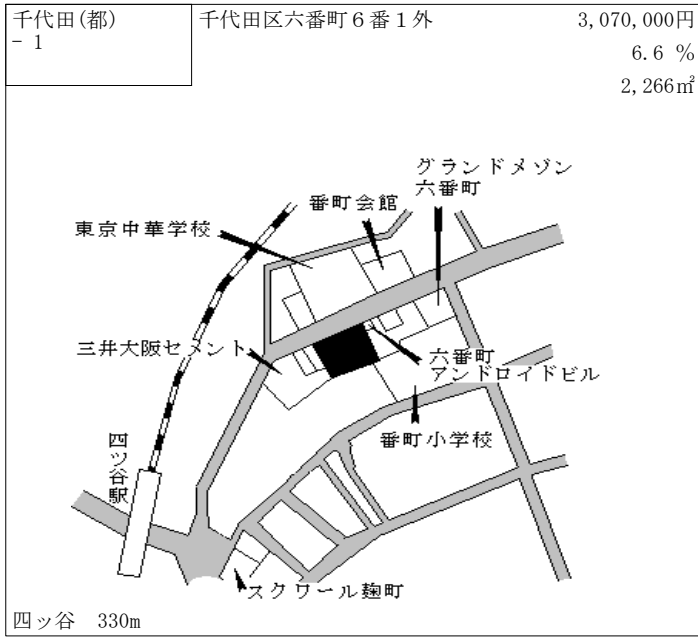 千代田(都)
- 1
千代田区六番町６番１外
3,070,000円
6.6 %
2,266㎡
グランドメゾン
六番町
番町会館
東京中華学校
三井大阪セメント
六番町
アンドロイドビル
番町小学校
四ツ谷駅
スクワール麹町
四ッ谷　330m